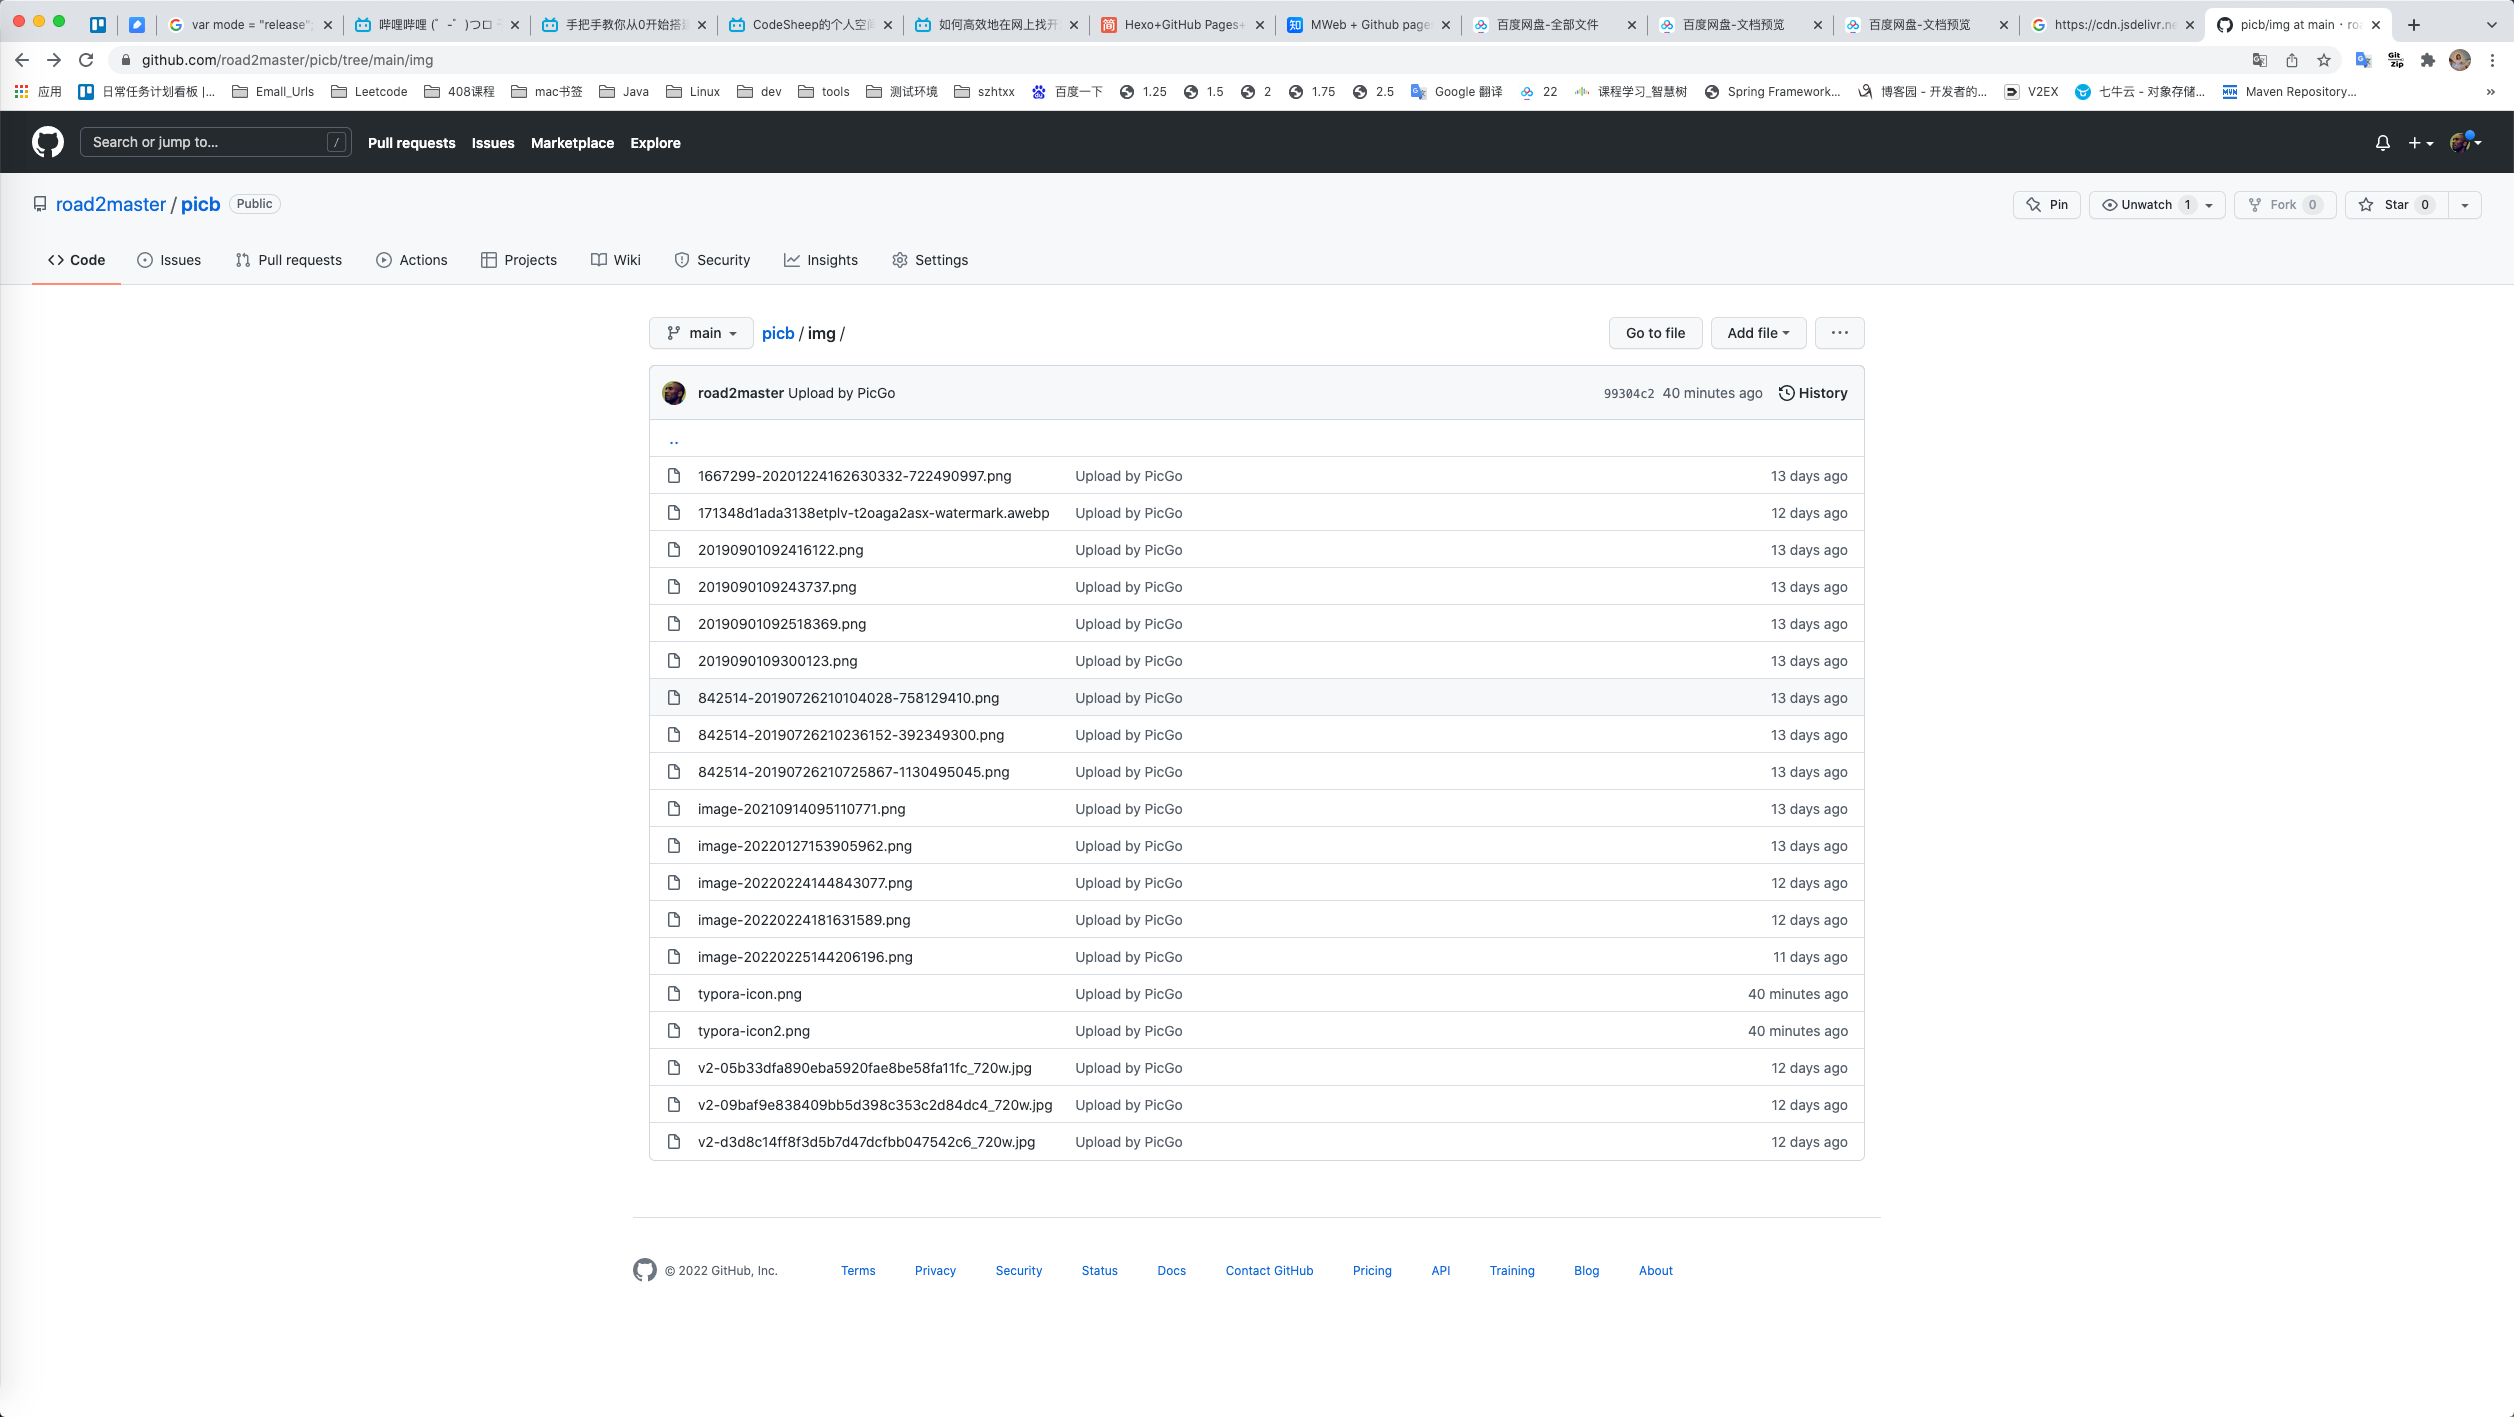 var mode = "release";
哔哩哔哩 (゜-゜)つロ
手把手教你从0开始搭建
CodeSheep的个人空间
如何高效地在网上找开
Hexo+GitHub Pages+
MWeb + Github page
百度网盘-全部文件
百度网盘-文档预览
百度网盘-文档预览
https://cdn.jsdelivr.ne
picb/img at main · roa
github.com/road2master/picb/tree/main/img
应用
日常任务计划看板 |...
Emall_Urls
Leetcode
408课程
mac书签
Java
Linux
dev
tools
测试环境
szhtxx
百度一下
1.25
1.5
2
1.75
2.5
Google 翻译
22
课程学习_智慧树
Spring Framework...
博客园 - 开发者的...
V2EX
七牛云 - 对象存储...
Maven Repository...
»
Search or jump to... /
Pull requests Issues Marketplace Explore
road2master / picb Public
Pin
Unwatch 1
Fork 0
Star 0
Code
Issues
Pull requests
Actions
Projects
Wiki
Security
Insights
Settings
main
picb / img /
Go to file
Add file
...
road2master Upload by PicGo 99304c2 40 minutes ago History
..
1667299-20201224162630332-722490997.png Upload by PicGo 13 days ago
171348d1ada3138etplv-t2oaga2asx-watermark.awebp Upload by PicGo 12 days ago
20190901092416122.png Upload by PicGo 13 days ago
2019090109243737.png Upload by PicGo 13 days ago
20190901092518369.png Upload by PicGo 13 days ago
2019090109300123.png Upload by PicGo 13 days ago
842514-20190726210104028-758129410.png Upload by PicGo 13 days ago
842514-20190726210236152-392349300.png Upload by PicGo 13 days ago
842514-20190726210725867-1130495045.png Upload by PicGo 13 days ago
image-20210914095110771.png Upload by PicGo 13 days ago
image-20220127153905962.png Upload by PicGo 13 days ago
image-20220224144843077.png Upload by PicGo 12 days ago
image-20220224181631589.png Upload by PicGo 12 days ago
image-20220225144206196.png Upload by PicGo 11 days ago
typora-icon.png Upload by PicGo 40 minutes ago
typora-icon2.png Upload by PicGo 40 minutes ago
v2-05b33dfa890eba5920fae8be58fa11fc_720w.jpg Upload by PicGo 12 days ago
v2-09baf9e838409bb5d398c353c2d84dc4_720w.jpg Upload by PicGo 12 days ago
v2-d3d8c14ff8f3d5b7d47dcfbb047542c6_720w.jpg Upload by PicGo 12 days ago
© 2022 GitHub, Inc. Terms Privacy Security Status Docs Contact GitHub Pricing API Training Blog About